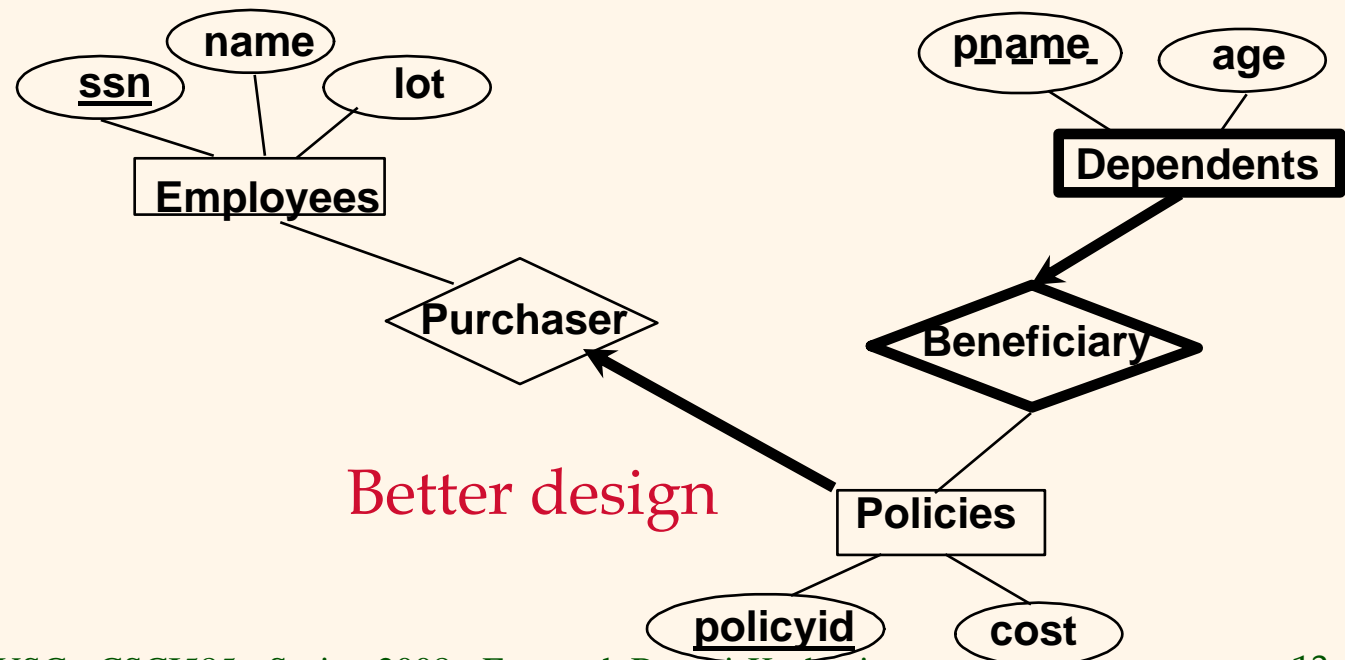 name
ssn
lot
Employees
pname
age
Dependents
Purchaser
Beneficiary
Better design
Policies
policyid
cost